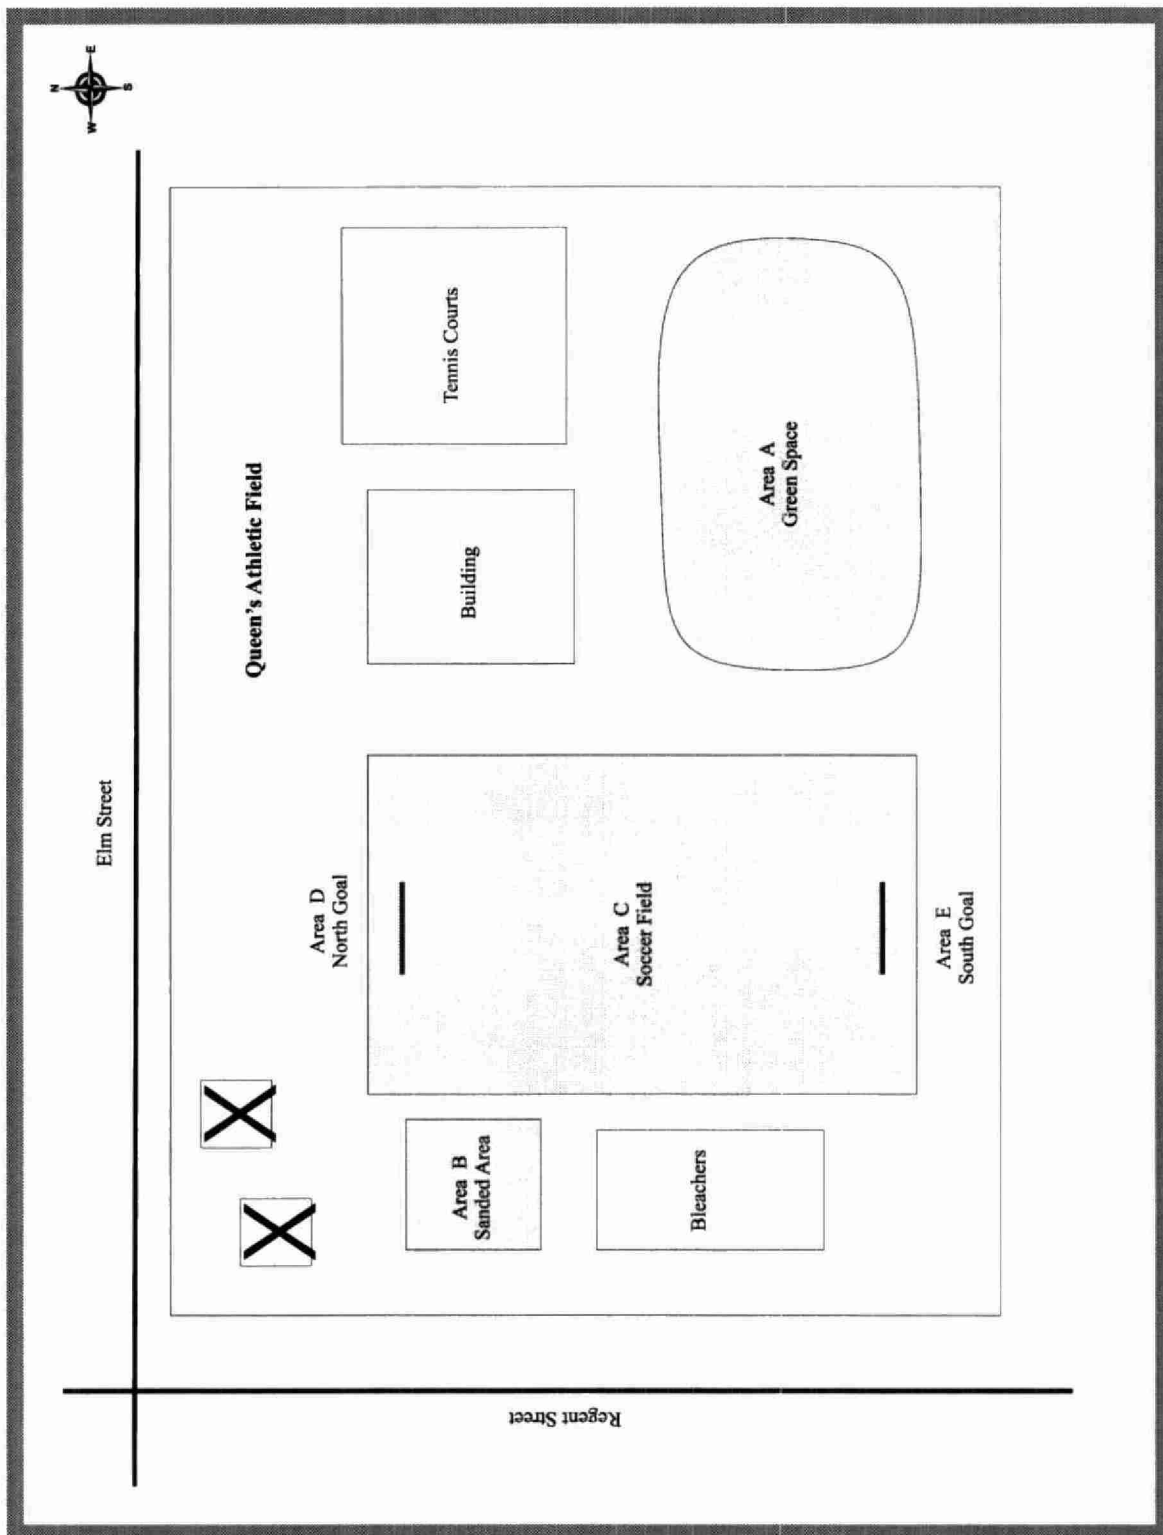 N
E
S
W
Elm Street
Queen's Athletic Field
Area D
North Goal
Building
Tennis Courts
Area B
Sanded Area
Area C
Soccer Field
Area A
Green Space
Bleachers
Area E
South Goal
Regent Street